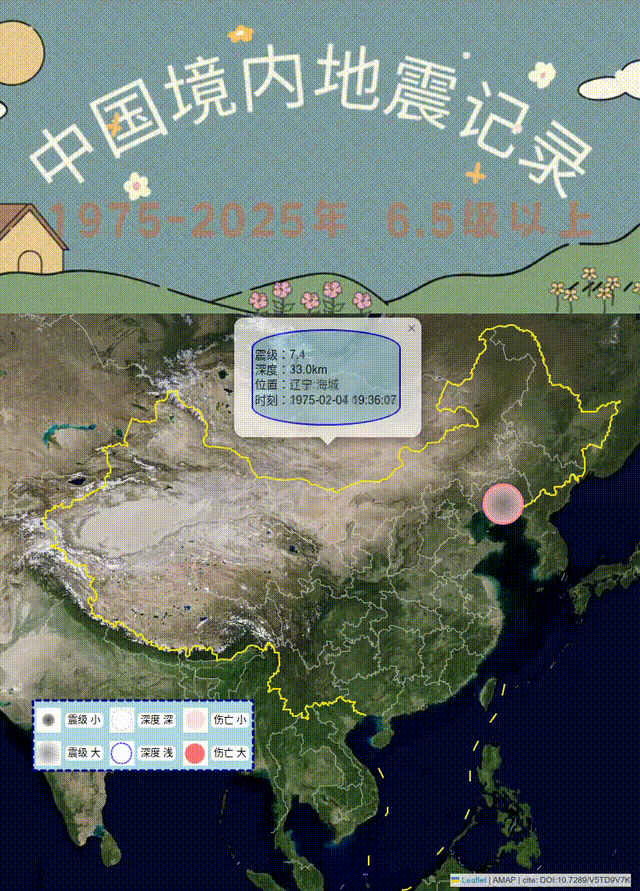 中国境内地震记录
1975-2025年 6.5级以上
×
震级：7.4
深度：33.0km
位置：辽宁 海城
时刻：1975-02-04 19:36:07
震级 小 深度 深 伤亡 小
震级 大 深度 浅 伤亡 大
Leaflet | AMAP | cite: DOI:10.7289/V5TD9V7K